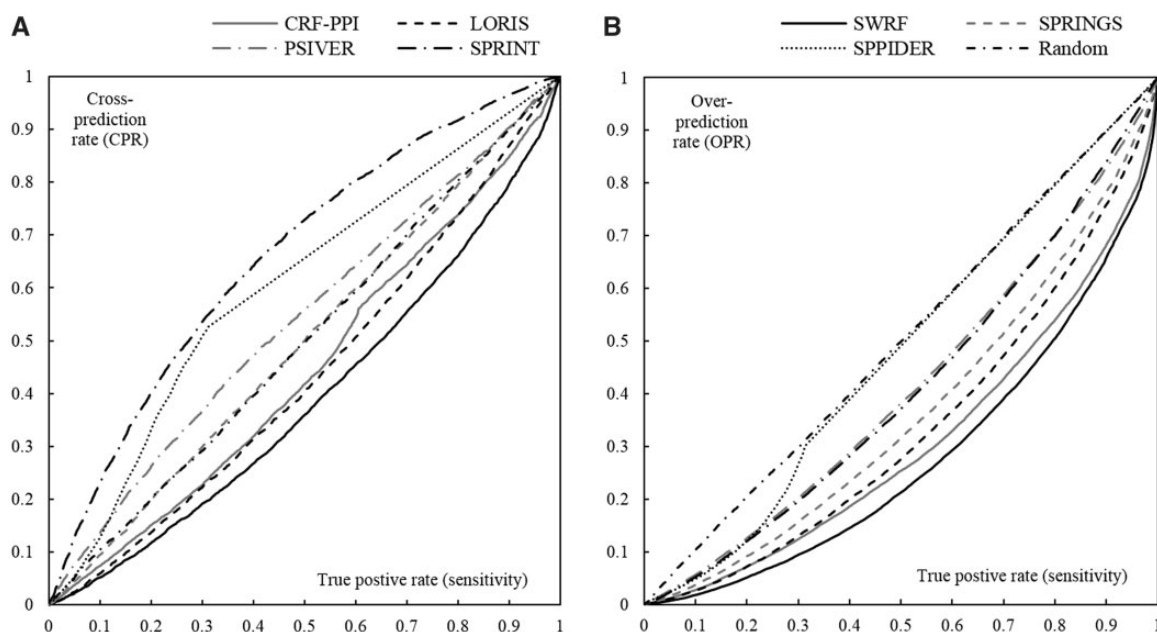 A
CRF-PPI LORIS
PSIVER SPRINT
B
SWRF SPRINGS
SPPIDER Random
1
0.9
0.8
0.7
0.6
0.5
0.4
0.3
0.2
0.1
0
Cross-
prediction
rate (CPR)
True postive rate (sensitivity)
0 0.1 0.2 0.3 0.4 0.5 0.6 0.7 0.8 0.9 1
1
0.9
0.8
0.7
0.6
0.5
0.4
0.3
0.2
0.1
0
Over-
prediction
rate (OPR)
True postive rate (sensitivity)
0 0.1 0.2 0.3 0.4 0.5 0.6 0.7 0.8 0.9 1